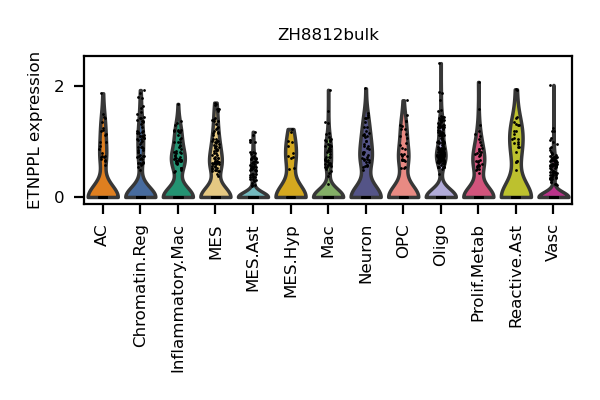 ZH8812bulk
ETNPPL expression
2
0
AC
Chromatin.Reg
Inflammatory.Mac
MES
MES.Ast
MES.Hyp
Mac
Neuron
OPC
Oligo
Prolif.Metab
Reactive.Ast
Vasc